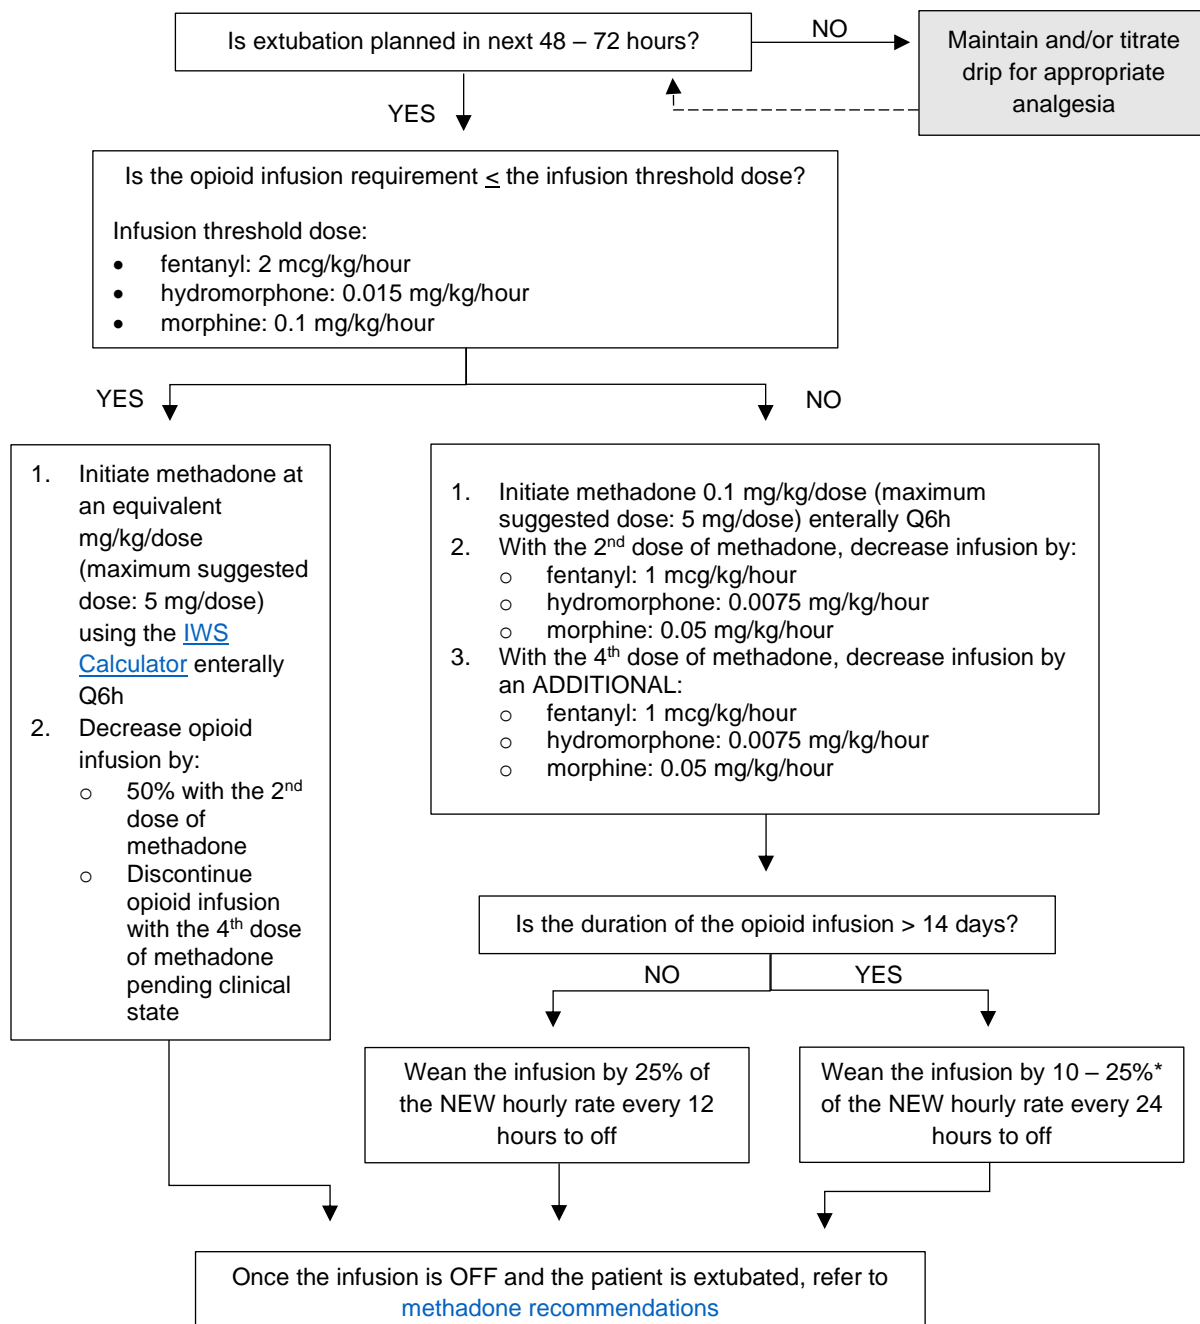 Is extubation planned in next 48 – 72 hours?
NO
Maintain and/or titrate
drip for appropriate
analgesia
YES
Is the opioid infusion requirement < the infusion threshold dose?
Infusion threshold dose:
• fentanyl: 2 mcg/kg/hour
• hydromorphone: 0.015 mg/kg/hour
• morphine: 0.1 mg/kg/hour
YES
NO
1. Initiate methadone at
an equivalent
mg/kg/dose
(maximum suggested
dose: 5 mg/dose)
using the IWS
Calculator enterally
Q6h
2. Decrease opioid
infusion by:
o 50% with the 2nd
dose of
methadone
o Discontinue
opioid infusion
with the 4th dose
of methadone
pending clinical
state
1. Initiate methadone 0.1 mg/kg/dose (maximum
suggested dose: 5 mg/dose) enterally Q6h
2. With the 2nd dose of methadone, decrease infusion by:
o fentanyl: 1 mcg/kg/hour
o hydromorphone: 0.0075 mg/kg/hour
o morphine: 0.05 mg/kg/hour
3. With the 4th dose of methadone, decrease infusion by
an ADDITIONAL:
o fentanyl: 1 mcg/kg/hour
o hydromorphone: 0.0075 mg/kg/hour
o morphine: 0.05 mg/kg/hour
Is the duration of the opioid infusion > 14 days?
NO
YES
Wean the infusion by 25% of
the NEW hourly rate every 12
hours to off
Wean the infusion by 10 – 25%*
of the NEW hourly rate every 24
hours to off
Once the infusion is OFF and the patient is extubated, refer to
methadone recommendations